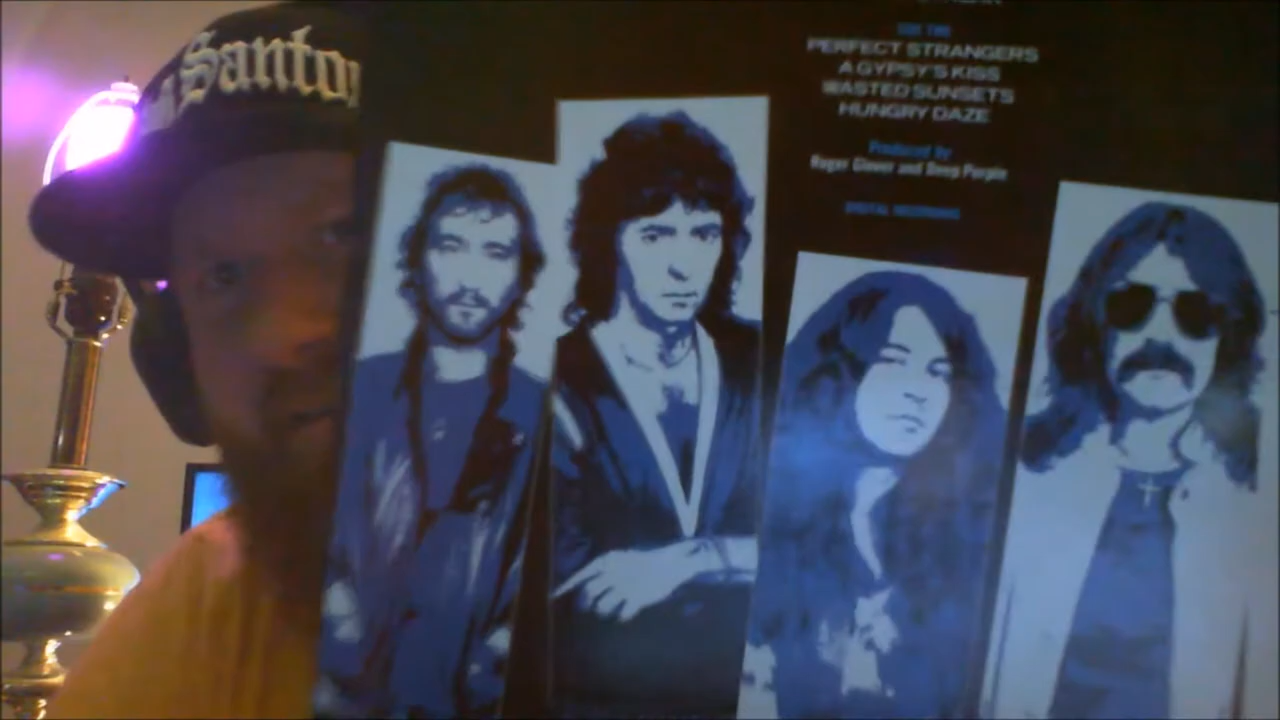 Santo
SIDE TWO
PERFECT STRANGERS
A GYPSY'S KISS
WASTED SUNSETS
HUNGRY DAZE
Produced by
Roger Glover and Deep Purple
DIGITAL RECORDING